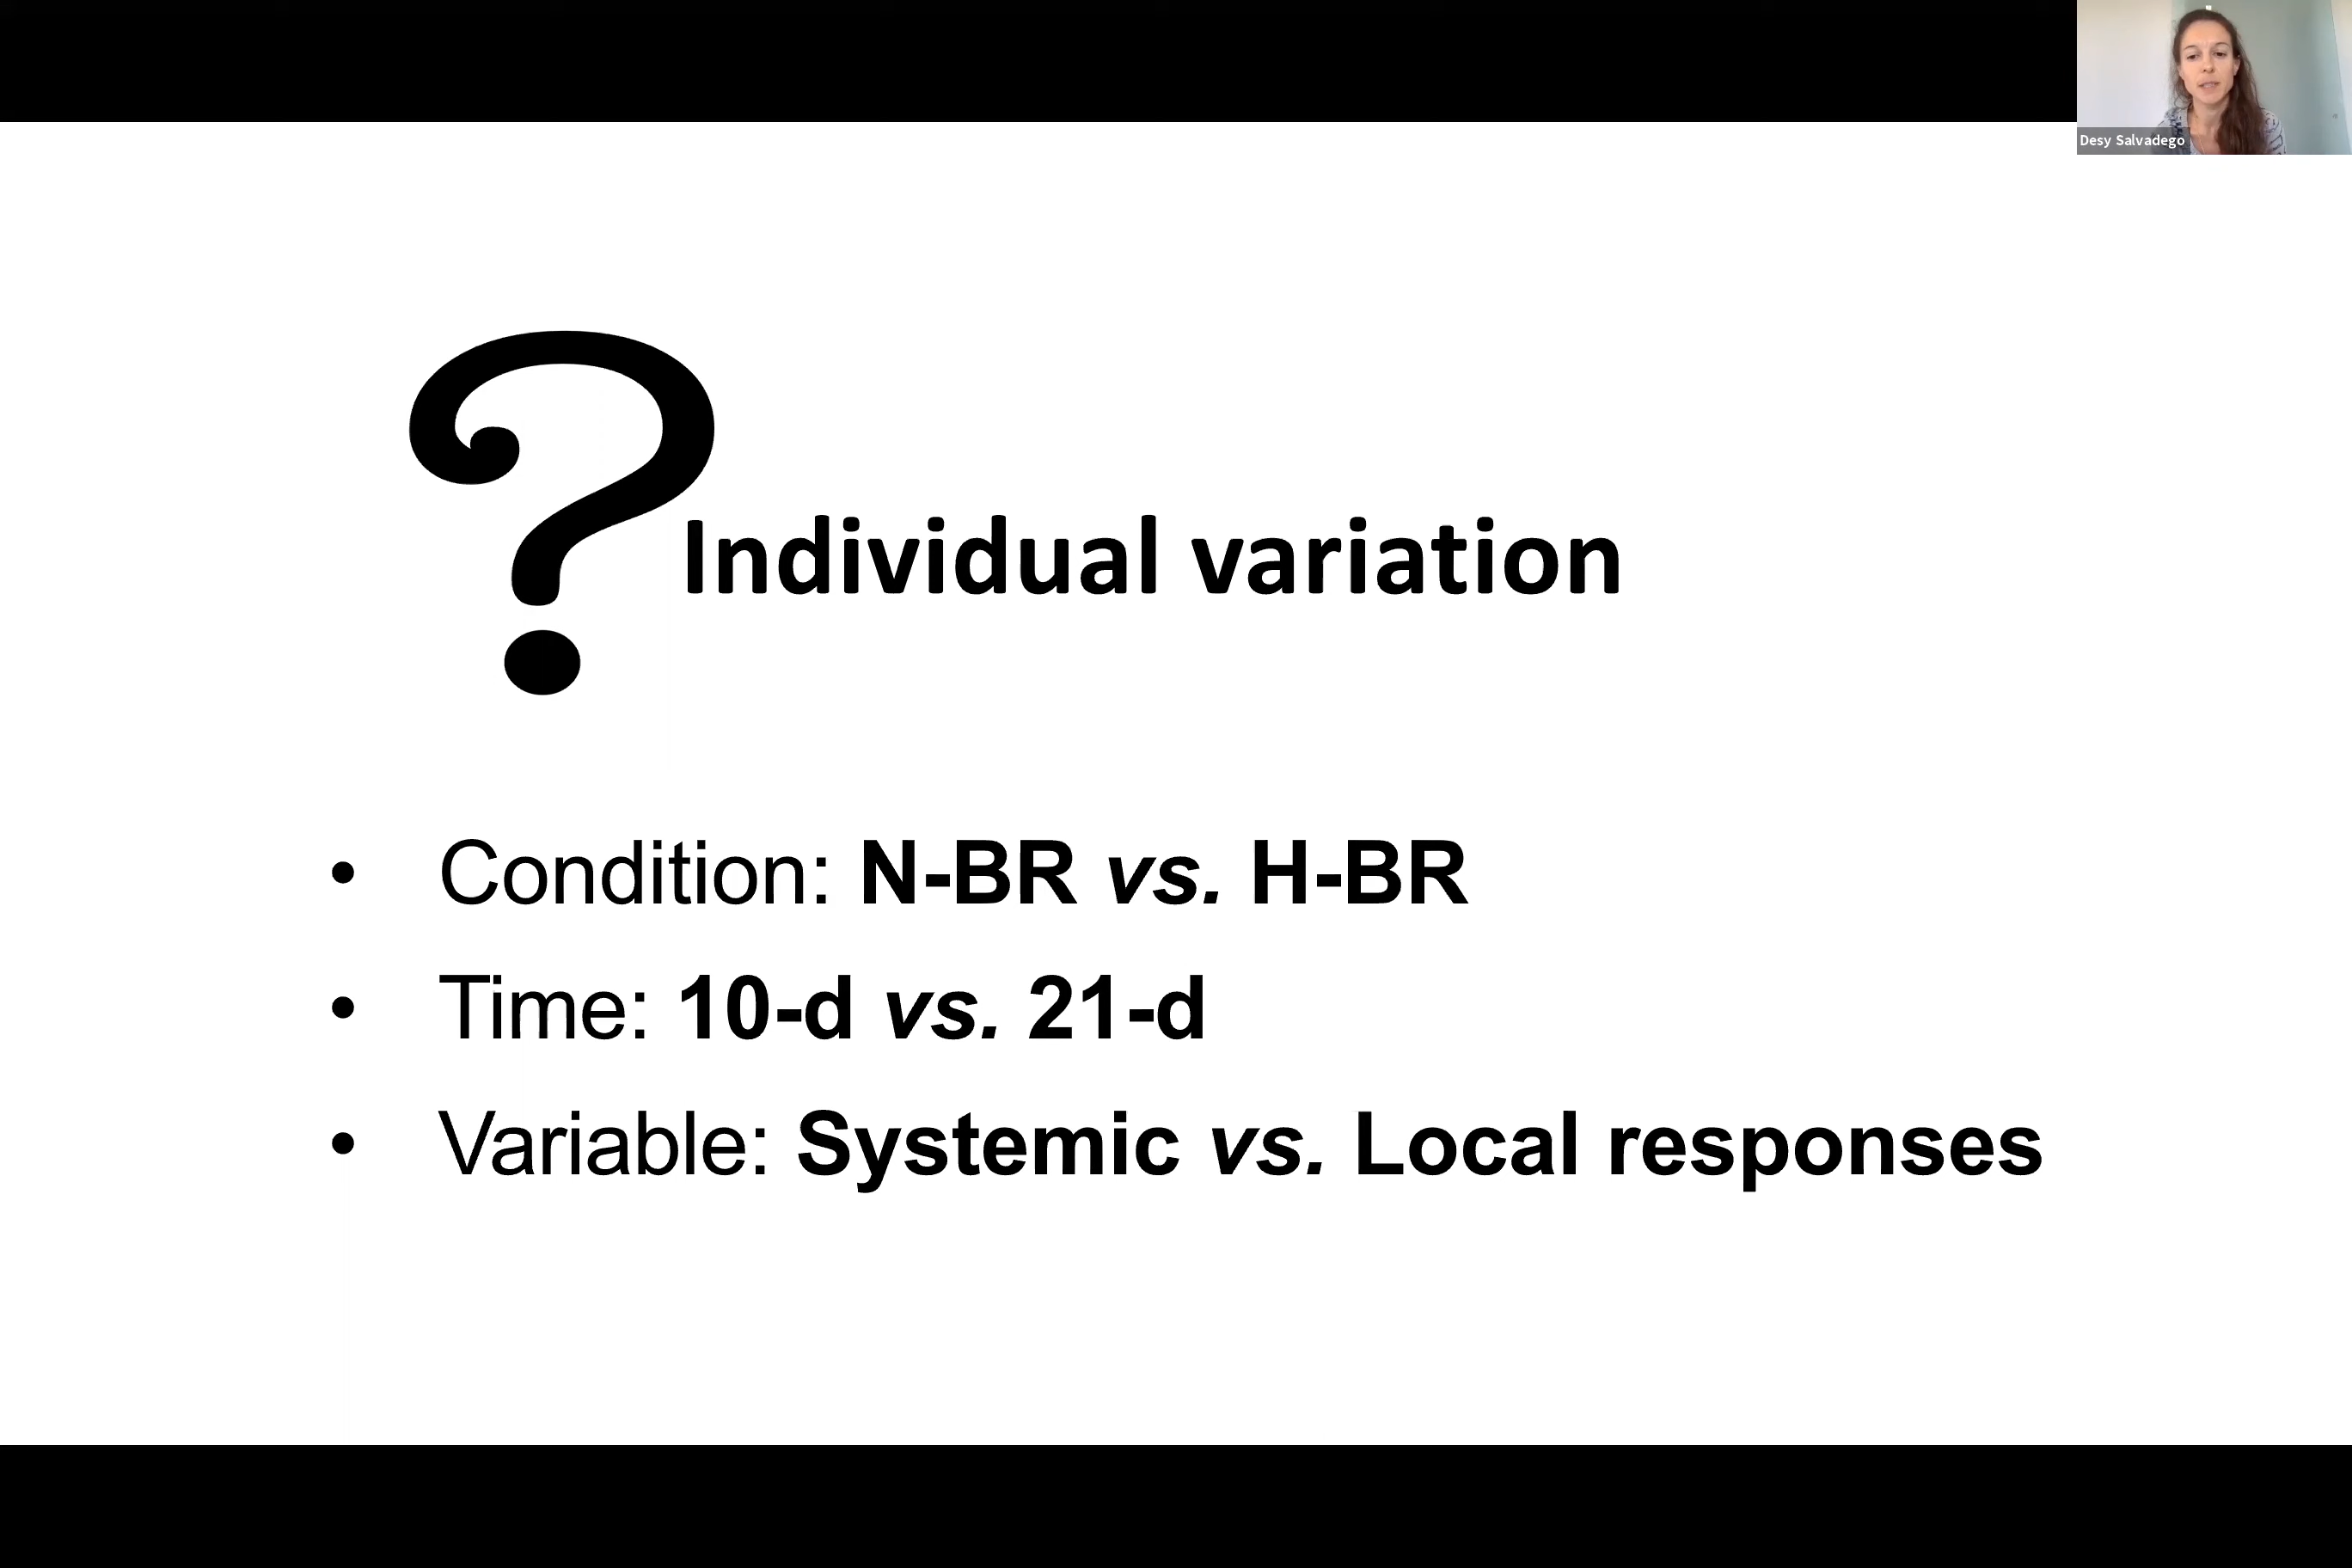 Desy Salvadego
? Individual variation
• Condition: N-BR vs. H-BR
• Time: 10-d vs. 21-d
• Variable: Systemic vs. Local responses